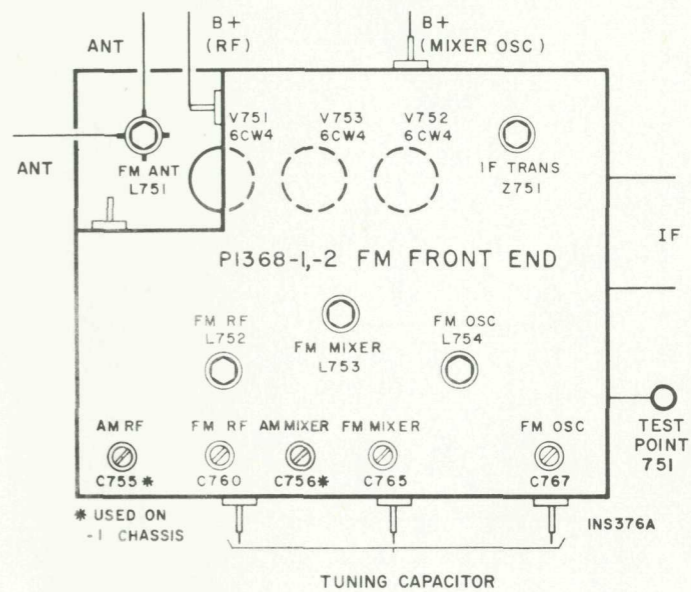 B+
(RF)
B+
(MIXER OSC)
ANT
ANT
FM ANT
L751
V751
6CW4
V753
6CW4
V752
6CW4
IF TRANS
Z751
IF
P1368-1,-2 FM FRONT END
FM RF
L752
FM MIXER
L753
FM OSC
L754
AM RF
C755*
FM RF
C760
AM MIXER
C756*
FM MIXER
C765
FM OSC
C767
TEST
POINT
751
* USED ON
-1 CHASSIS
INS376A
TUNING CAPACITOR